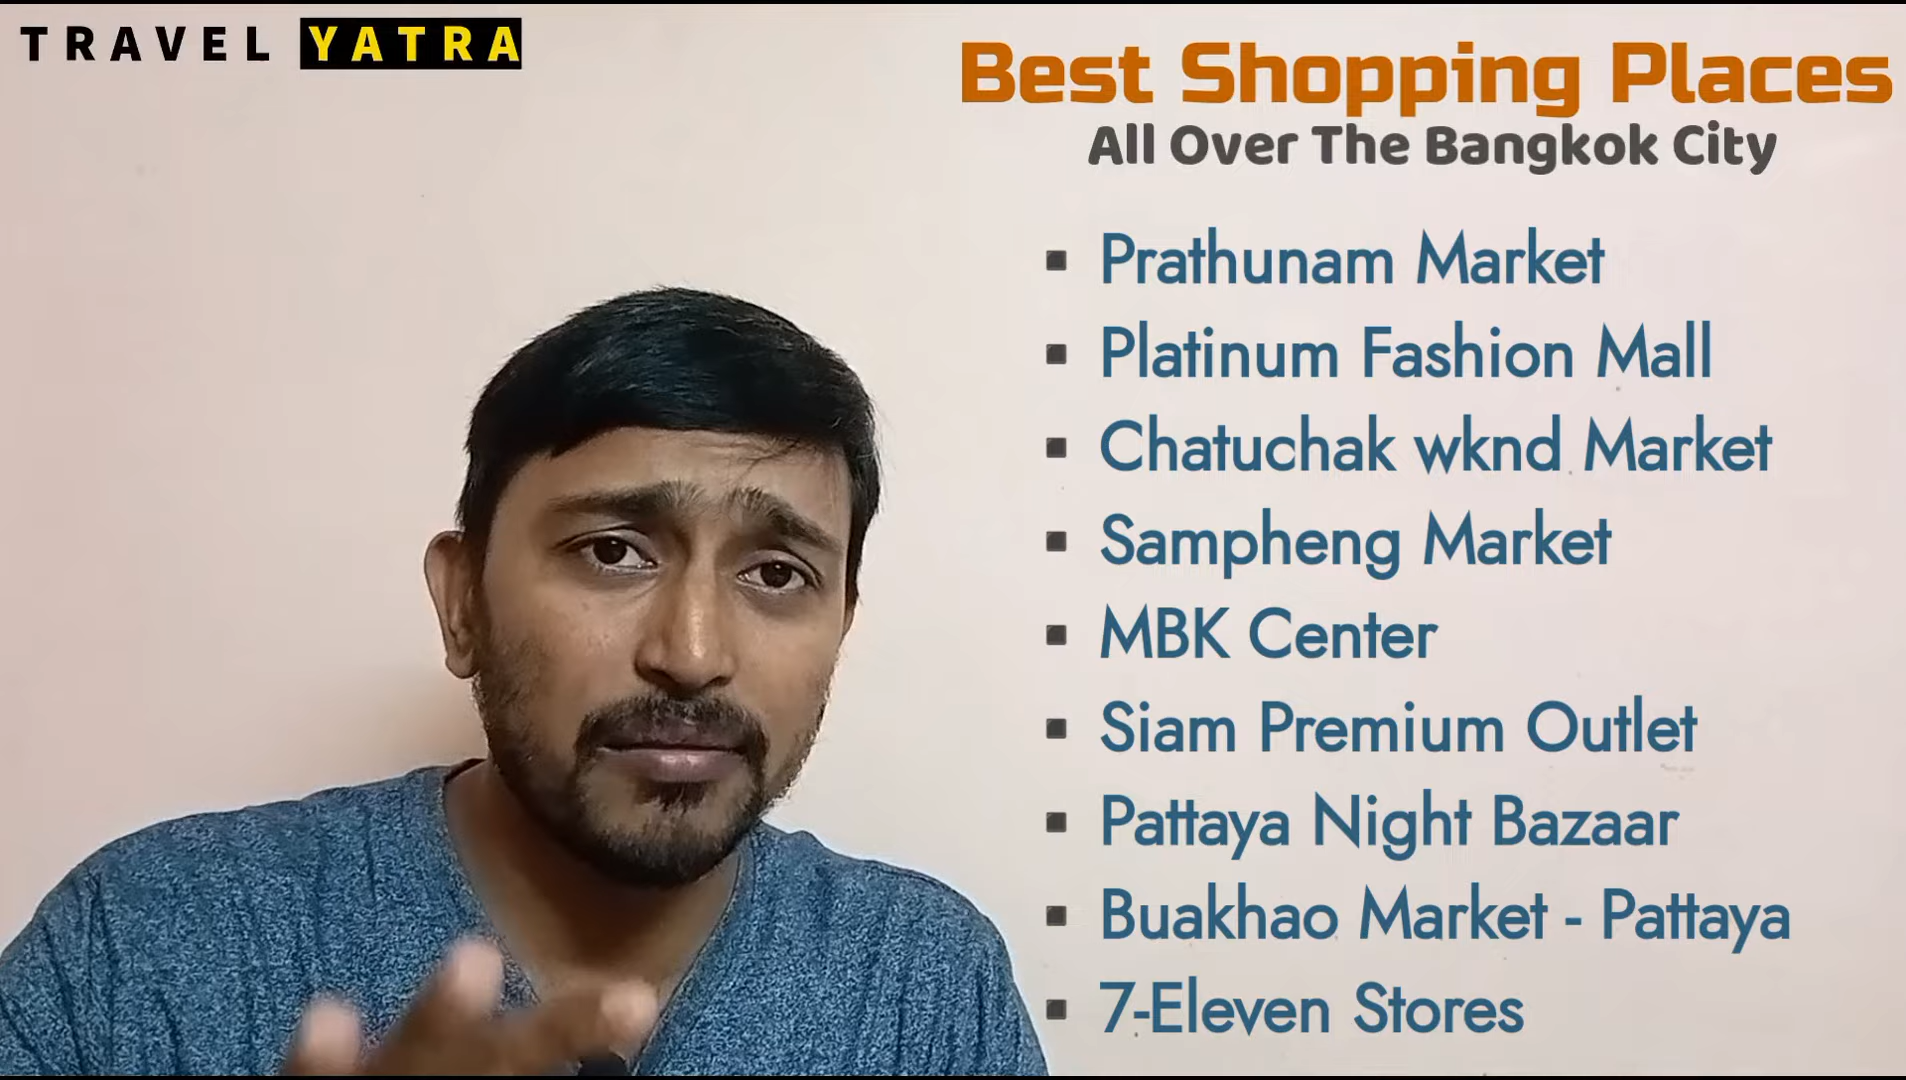 TRAVEL YATRA
Best Shopping Places
All Over The Bangkok City
▪ Prathunam Market
▪ Platinum Fashion Mall
▪ Chatuchak wknd Market
▪ Sampheng Market
▪ MBK Center
▪ Siam Premium Outlet
▪ Pattaya Night Bazaar
▪ Buakhao Market - Pattaya
▪ 7-Eleven Stores